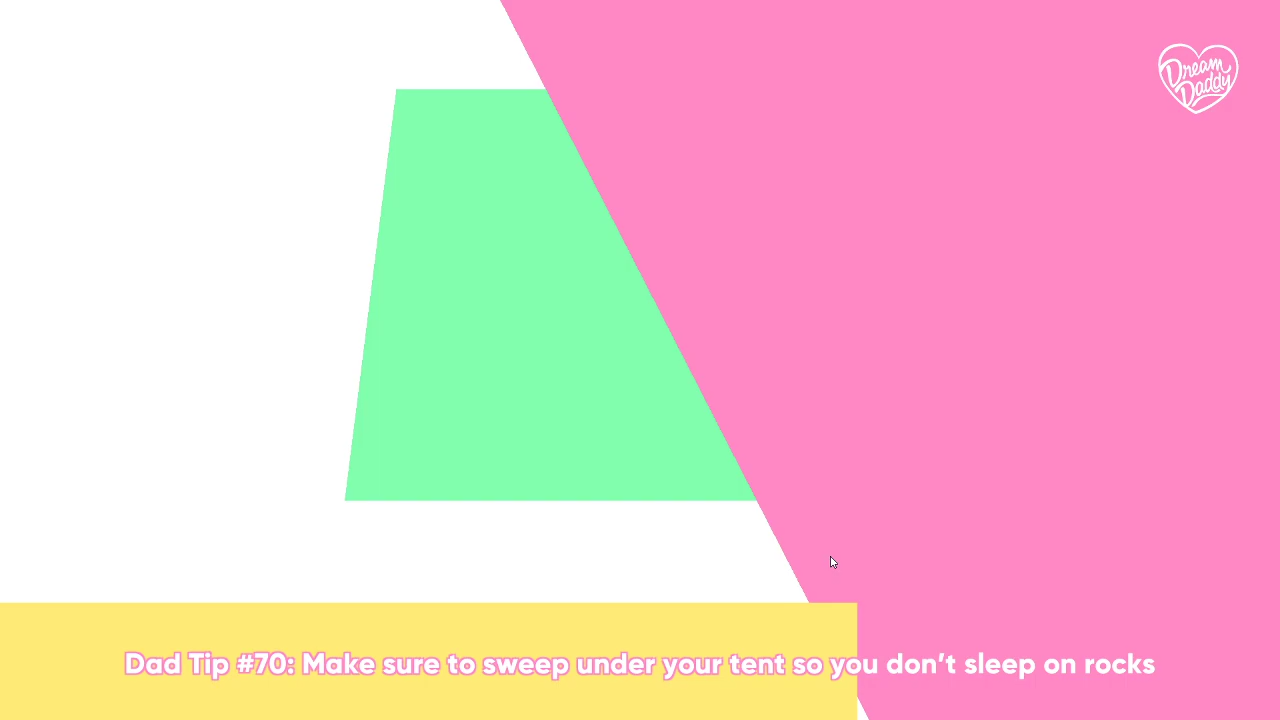 Dream
Daddy
Dad Tip #70: Make sure to sweep under your tent so you don't sleep on rocks